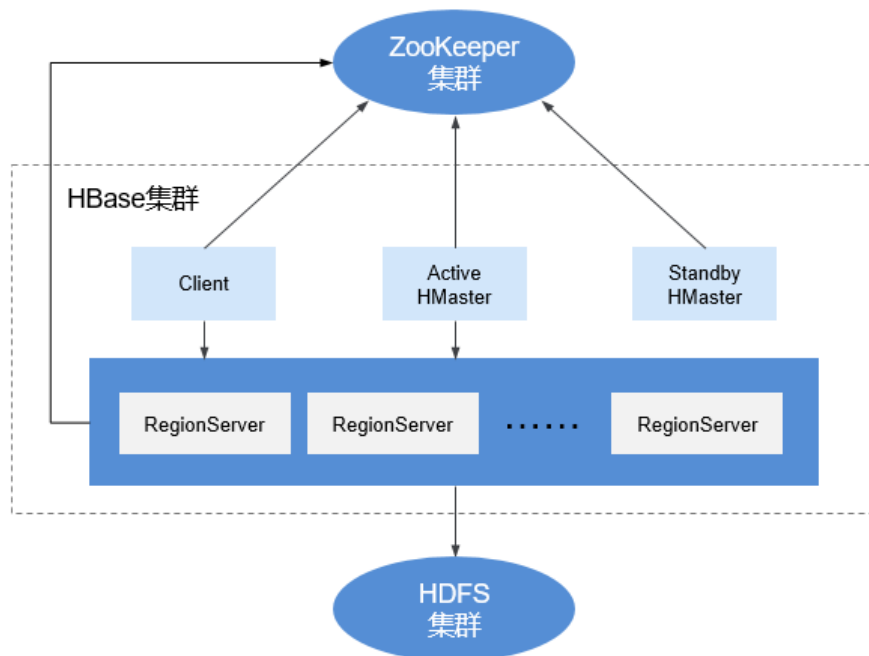 ZooKeeper
集群
HBase集群
Client
Active
HMaster
Standby
HMaster
RegionServer
RegionServer
······
RegionServer
HDFS
集群